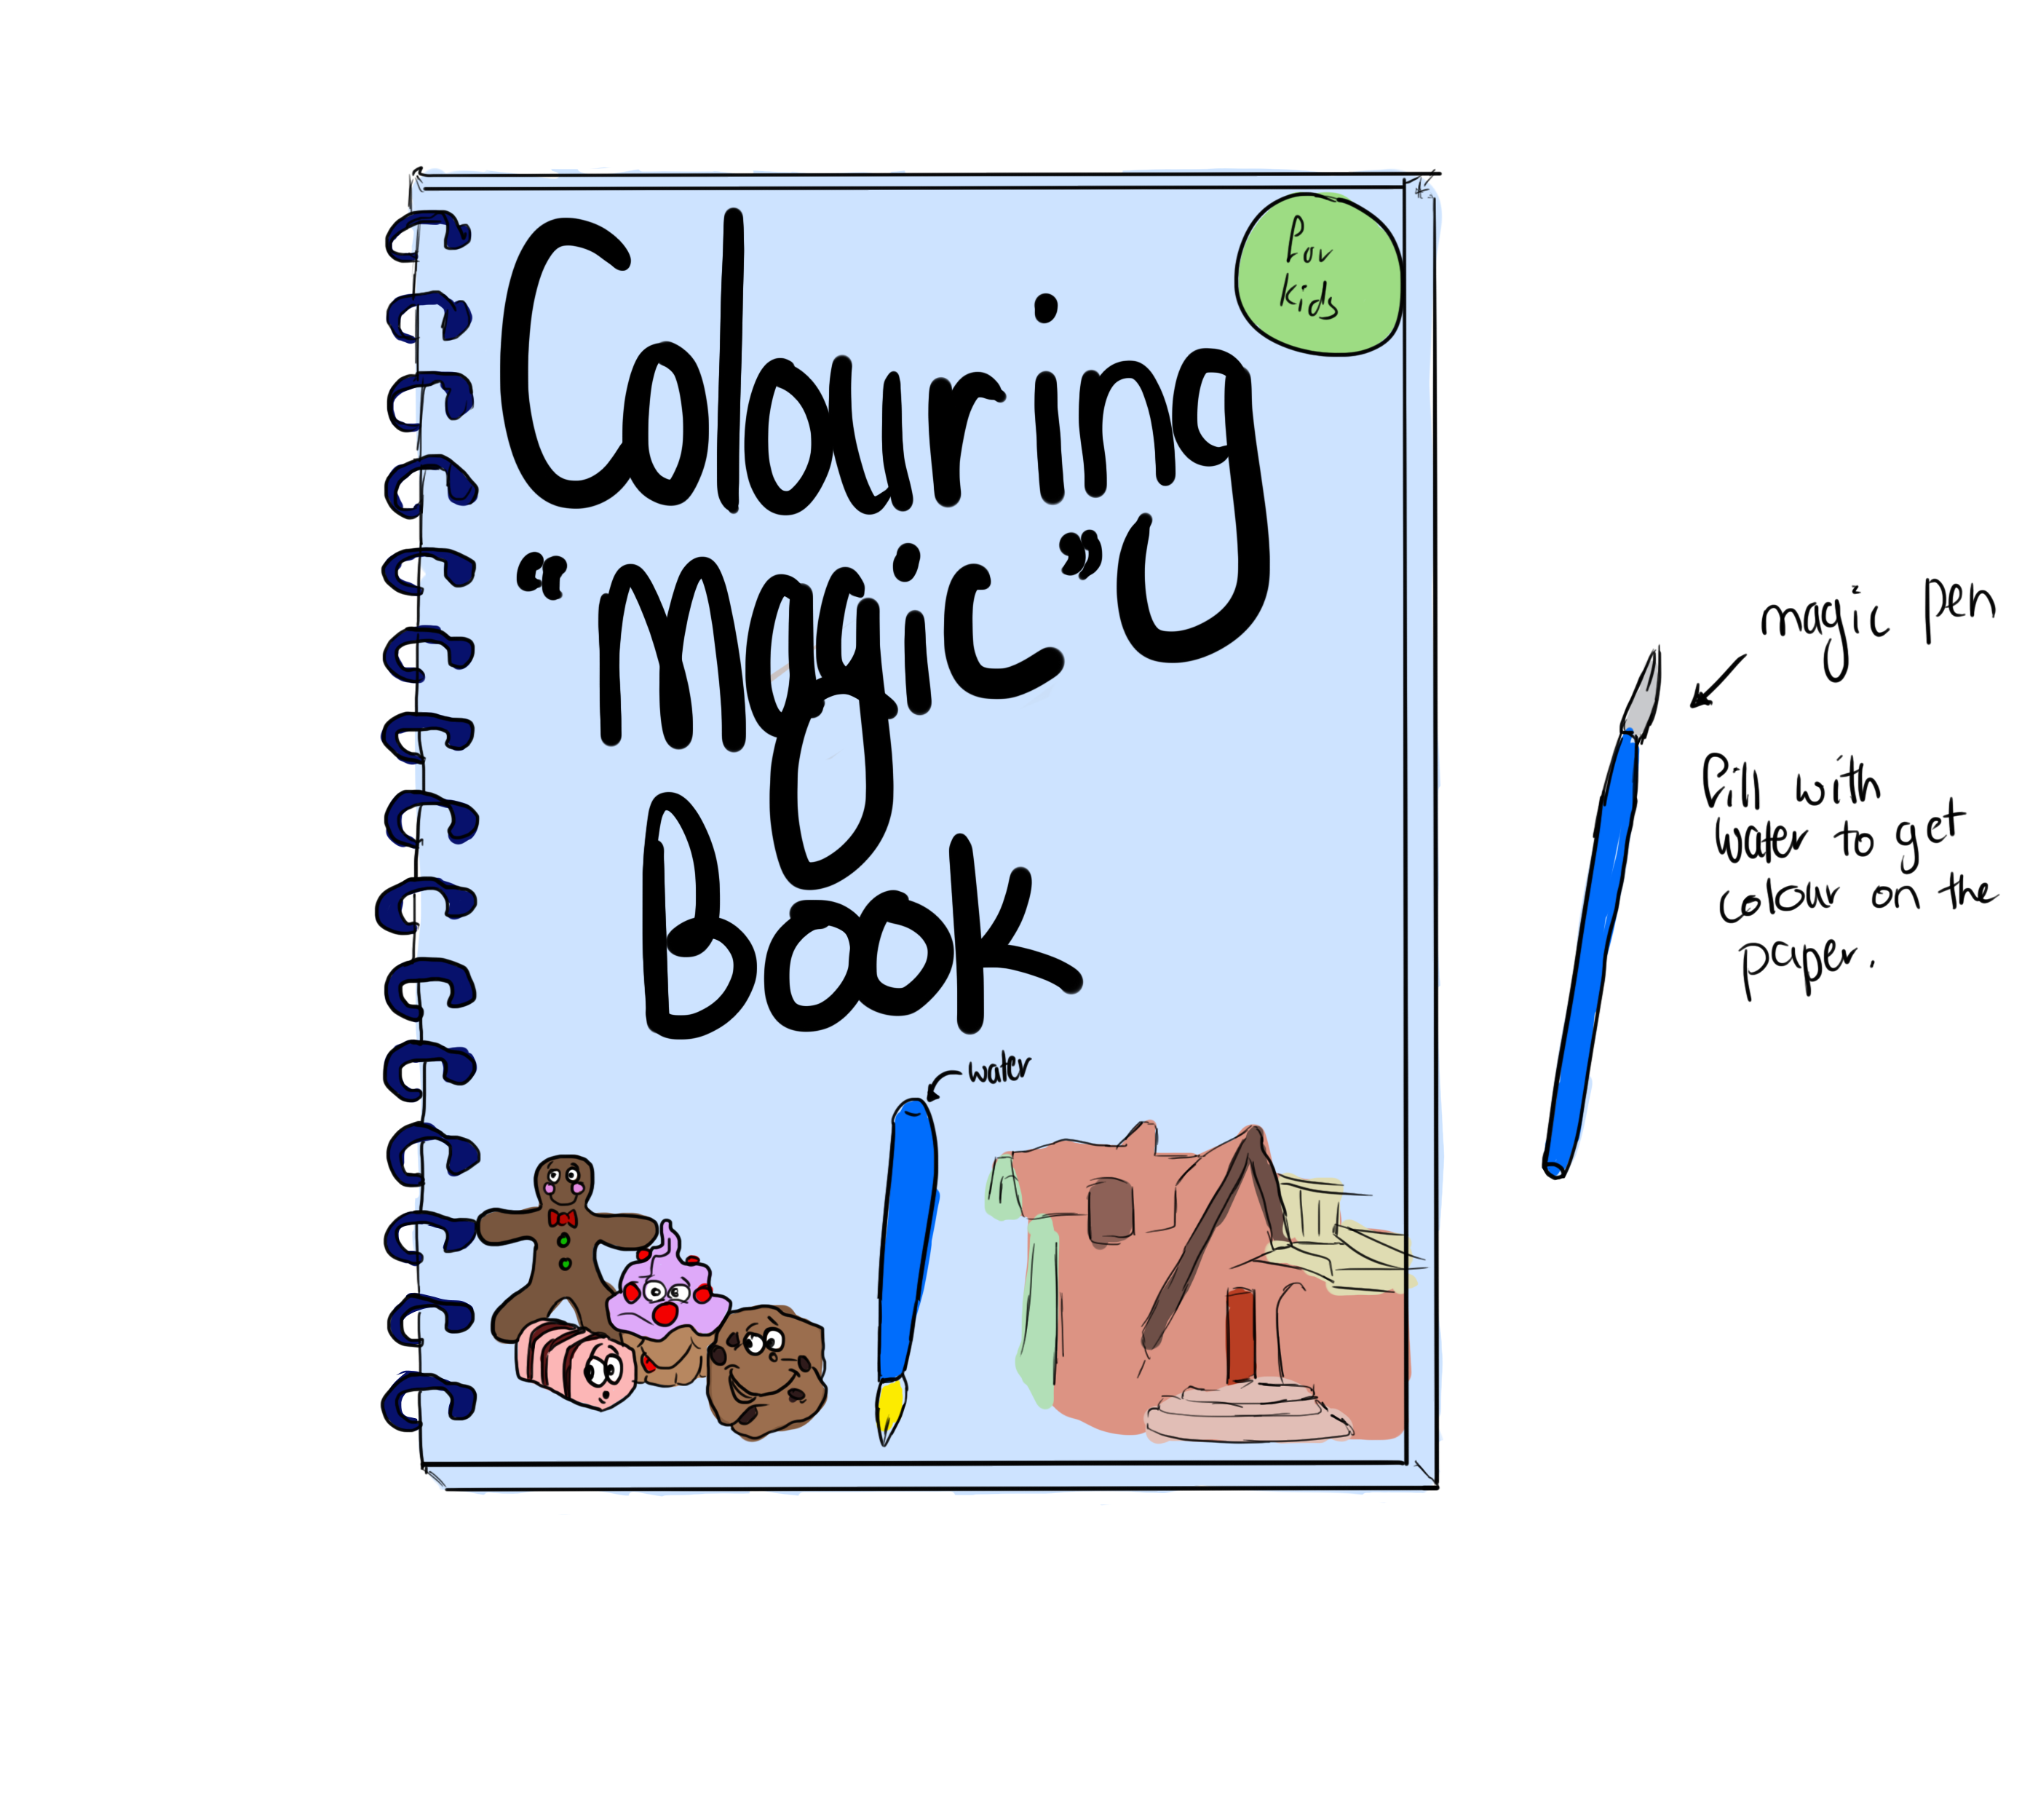 For
kids
Colouring
"Magic"
Book
water
magic pen
Fill with
water to get
colour on the
paper.